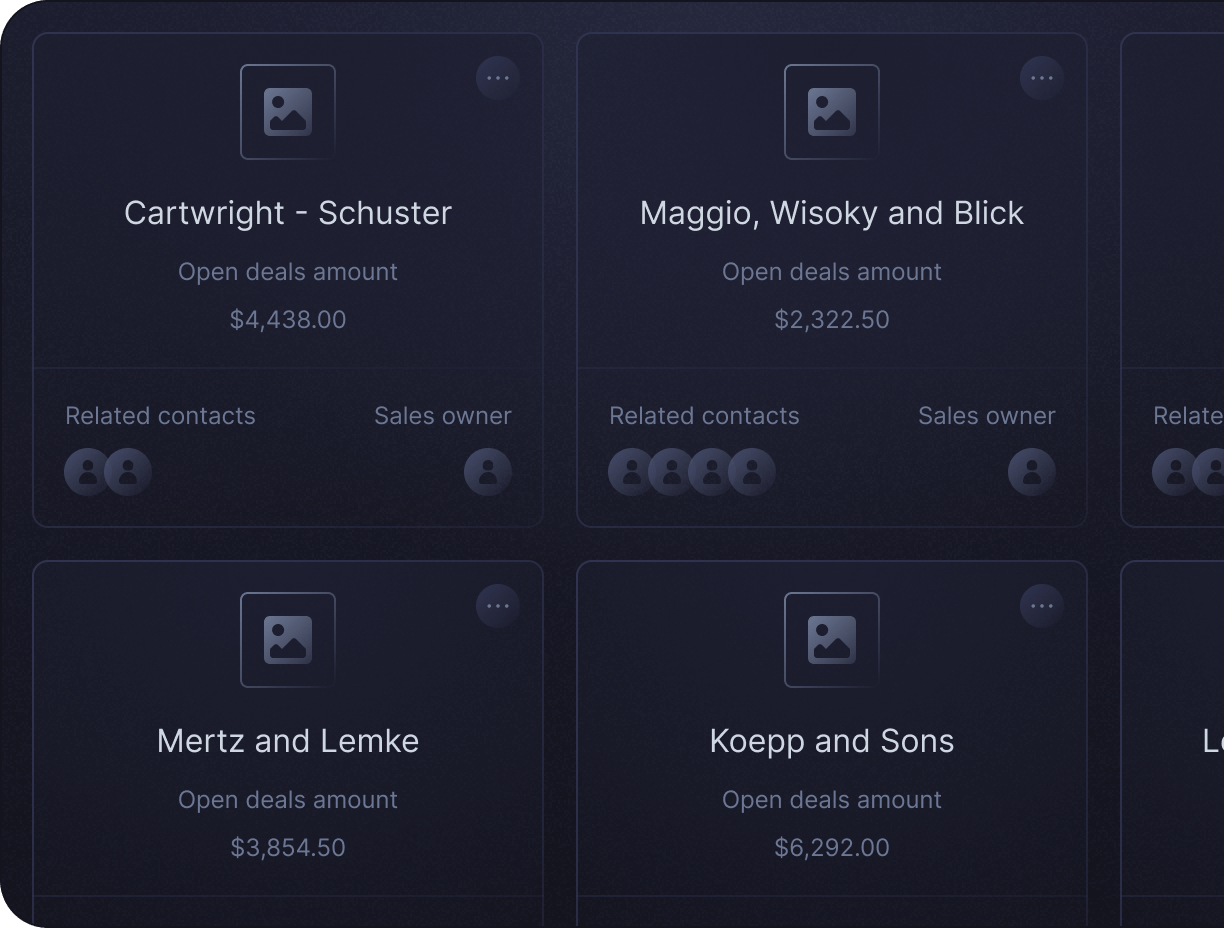 Cartwright - Schuster
Open deals amount
$4,438.00
Related contacts
Sales owner
Maggio, Wisoky and Blick
Open deals amount
$2,322.50
Related contacts
Sales owner
Mertz and Lemke
Open deals amount
$3,854.50
Koepp and Sons
Open deals amount
$6,292.00